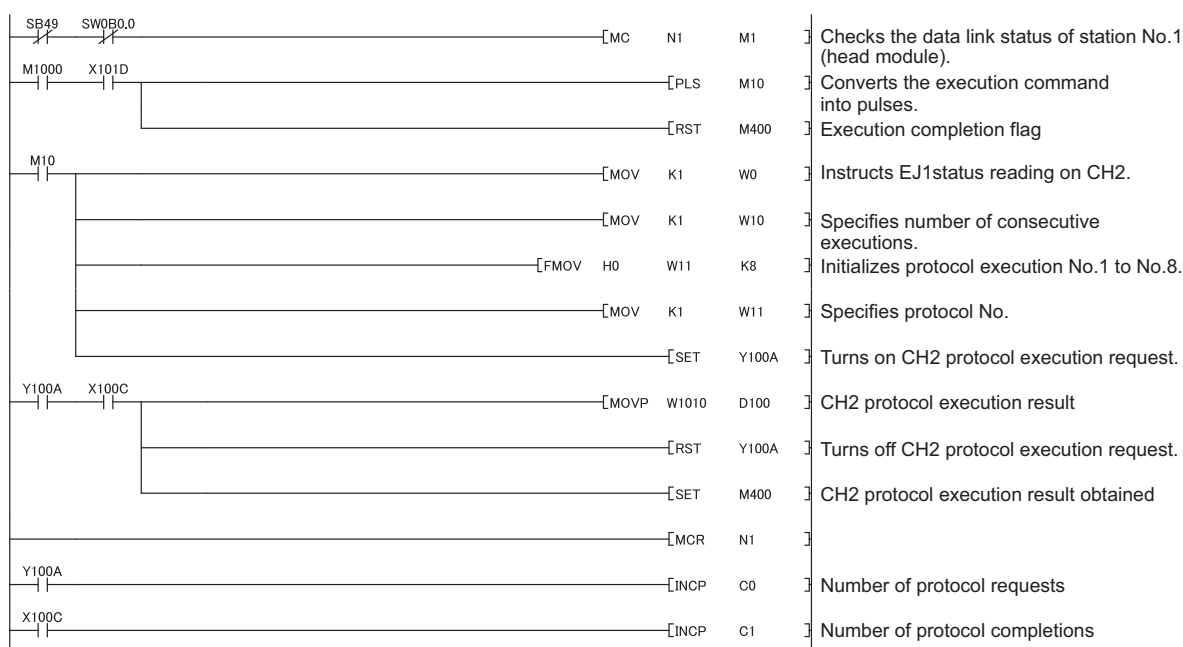 SB49 SW0B0.0
[MC N1 M1 ] Checks the data link status of station No.1
(head module).
M1000 X101D
[PLS M10 ] Converts the execution command
into pulses.
[RST M400 ] Execution completion flag
M10
[MOV K1 W0 ] Instructs EJ1status reading on CH2.
[MOV K1 W10 ] Specifies number of consecutive
executions.
[FMOV H0 W11 K8 ] Initializes protocol execution No.1 to No.8.
[MOV K1 W11 ] Specifies protocol No.
[SET Y100A ] Turns on CH2 protocol execution request.
Y100A X100C
[MOVP W1010 D100 ] CH2 protocol execution result
[RST Y100A ] Turns off CH2 protocol execution request.
[SET M400 ] CH2 protocol execution result obtained
[MCR N1 ]
Y100A
[INCP C0 ] Number of protocol requests
X100C
[INCP C1 ] Number of protocol completions